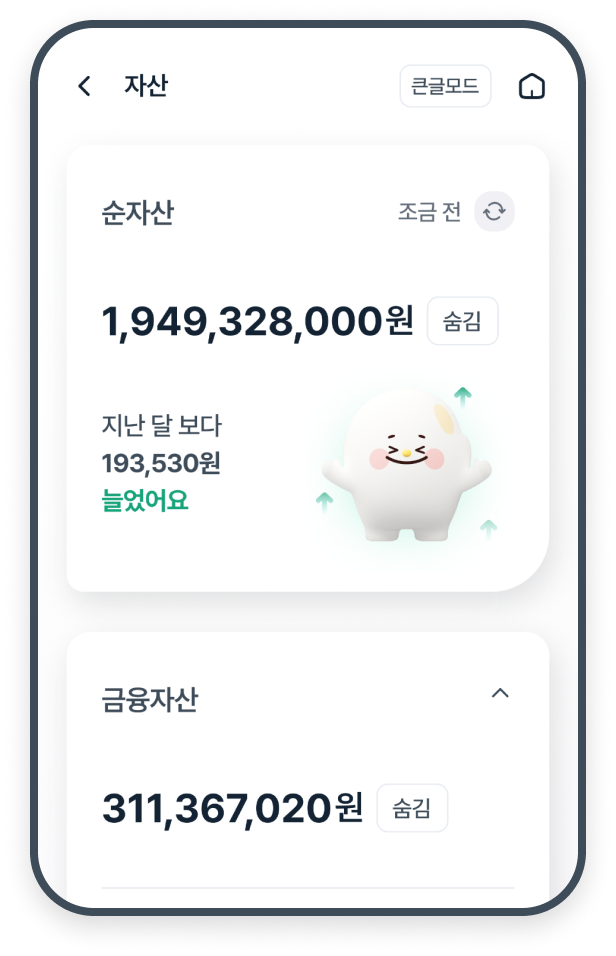 자산 큰글모드
순자산 조금 전
1,949,328,000원 숨김
지난 달 보다
193,530원
늘었어요
금융자산
311,367,020원 숨김